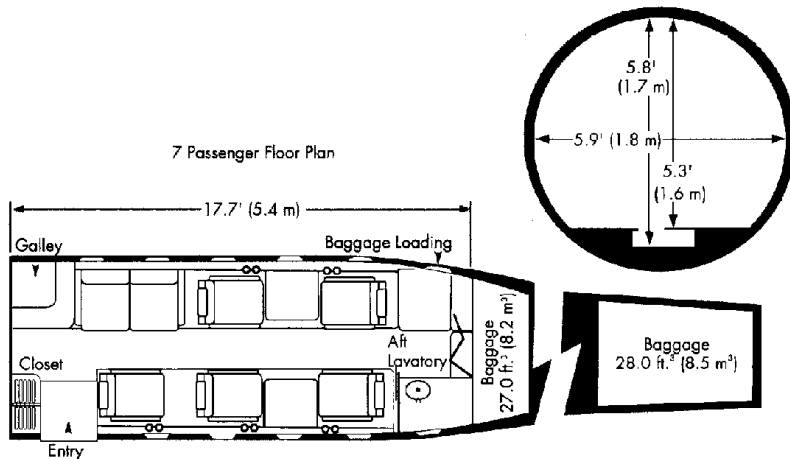 7 Passenger Floor Plan
5.8'
(1.7 m)
5.9' (1.8 m)
5.3'
(1.6 m)
17.7' (5.4 m)
Galley
Baggage Loading
Closet
Entry
Aft
Lavatory
Baggage
27.0 ft.³ (8.2 m³)
Baggage
28.0 ft.³ (8.5 m³)